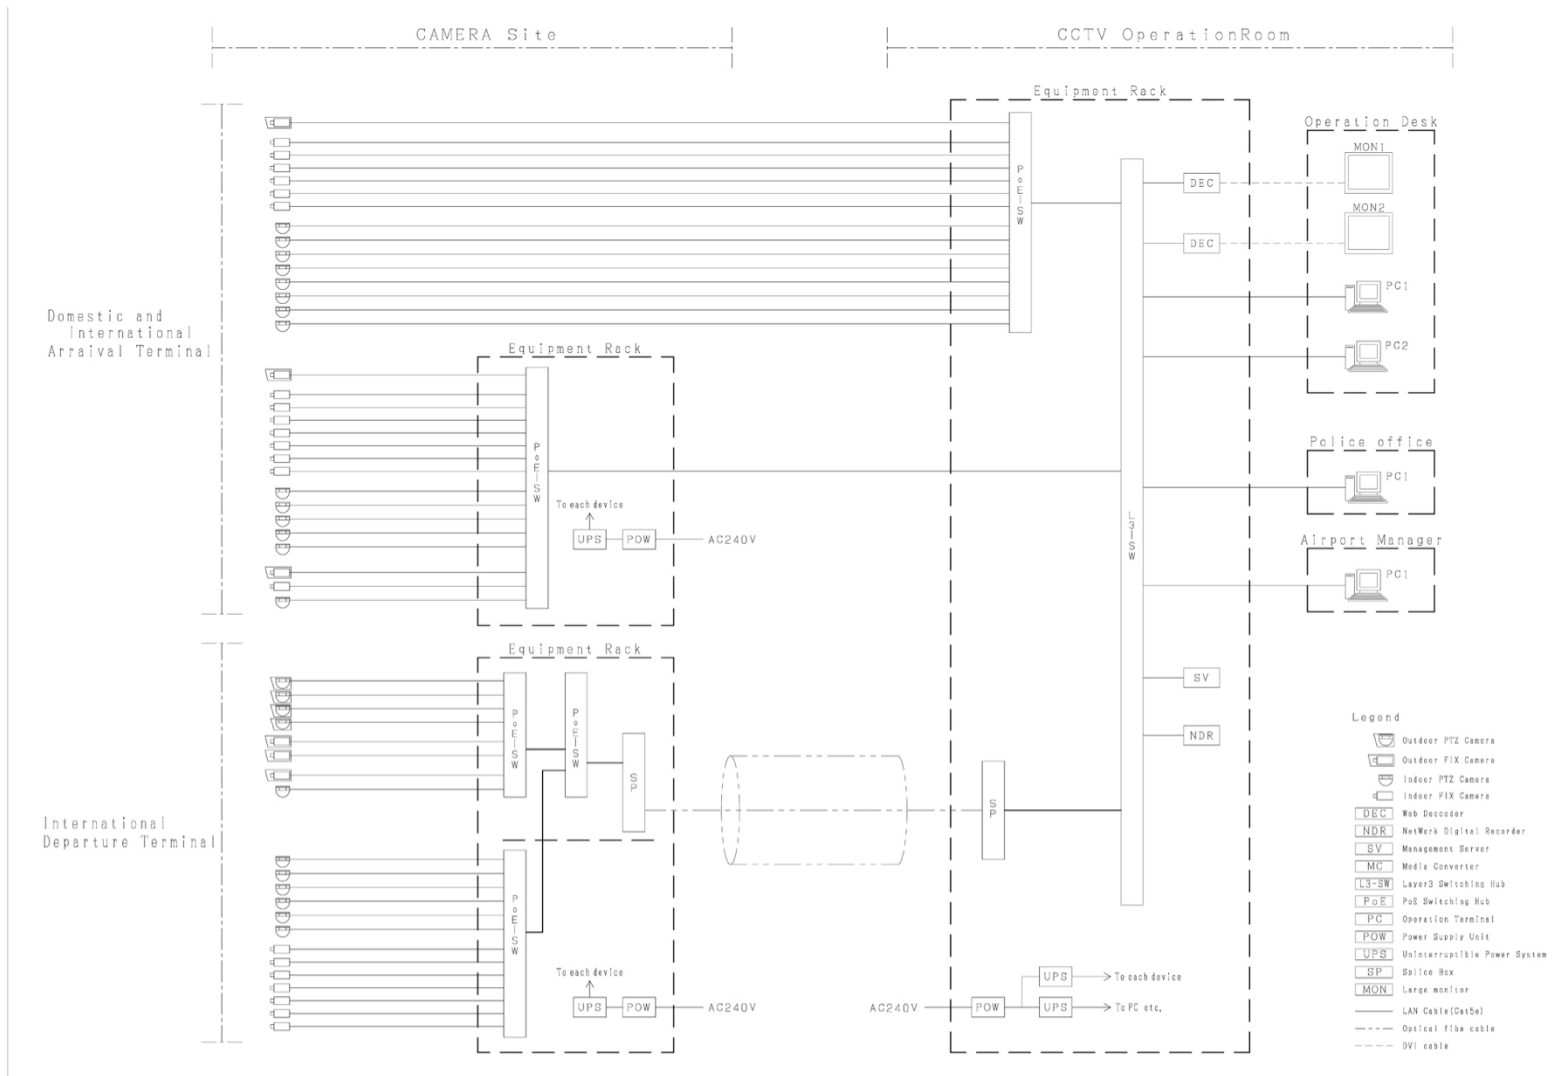 CAMERA Site
CCTV OperationRoom
Equipment Rack
Operation Desk
MON1
PoE-SW
DEC
MON2
DEC
PC1
Domestic and
International
Arraival Terminal
Equipment Rack
PC2
PoE-SW
Police office
PC1
To each device
UPS
POW
AC240V
L3-SW
Airport Manager
PC1
Equipment Rack
SV
PoE-SW
PoE-SW
NDR
SP
SP
International
Departure Terminal
PoE-SW
To each device
UPS
POW
AC240V
AC240V
POW
UPS
To each device
UPS
To PC etc.
Legend
Outdoor PTZ Camera
Outdoor FIX Camera
Indoor PTZ Camera
Indoor FIX Camera
DEC Web Deccoder
NDR NetWork Digital Recorder
SV Management Server
MC Media Converter
L3-SW Layer3 Switching Hub
PoE PoE Switching Hub
PC Operation Terminal
POW Power Supply Unit
UPS Uninterruptible Power System
SP Splice Box
MON Large monitor
LAN Cable(Cat5e)
Optical fibe cable
DVI cable